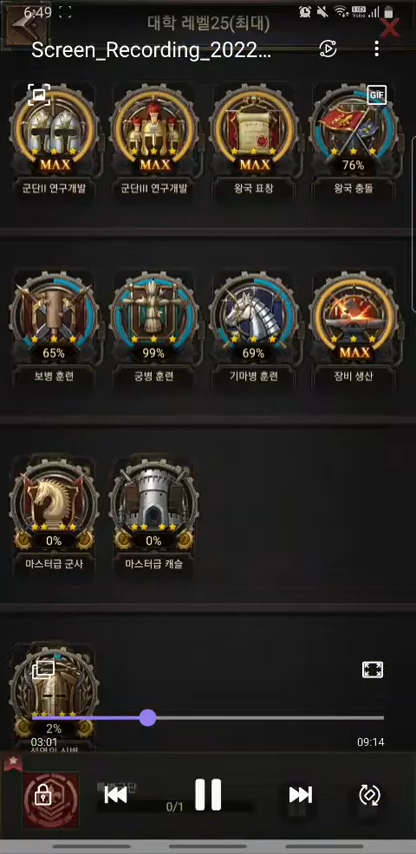 6:49
대학 레벨25(최대)
Screen_Recording_2022...
GIF
MAX MAX MAX 76%
군단II 연구개발 군단III 연구개발 왕국 표창 왕국 충돌
65% 99% 69% MAX
보병 훈련 궁병 훈련 기마병 훈련 장비 생산
0% 0%
마스터급 군사 마스터급 캐슬
2%
03:01 09:14
0/1